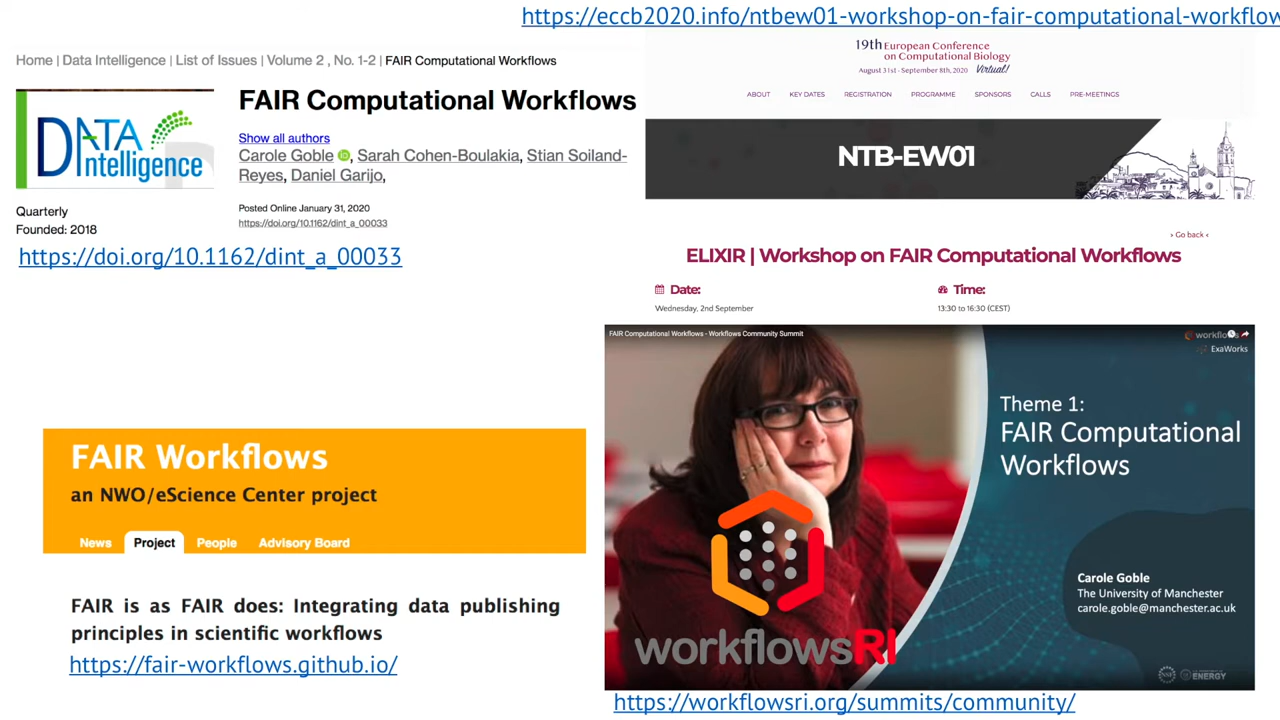 https://eccb2020.info/ntbew01-workshop-on-fair-computational-workflow
Home | Data Intelligence | List of Issues | Volume 2 , No. 1-2 | FAIR Computational Workflows
DATA
Intelligence
Quarterly
Founded: 2018
FAIR Computational Workflows
Show all authors
Carole Goble iD, Sarah Cohen-Boulakia, Stian Soiland-
Reyes, Daniel Garijo,
Posted Online January 31, 2020
https://doi.org/10.1162/dint_a_00033
https://doi.org/10.1162/dint_a_00033
19th European Conference
on Computational Biology
August 31st - September 8th, 2020 Virtual!
ABOUT KEY DATES REGISTRATION PROGRAMME SPONSORS CALLS PRE-MEETINGS
NTB-EW01
› Go back ‹
ELIXIR | Workshop on FAIR Computational Workflows
Date:
Wednesday, 2nd September
Time:
13:30 to 16:30 (CEST)
FAIR Workflows
an NWO/eScience Center project
News Project People Advisory Board
FAIR is as FAIR does: Integrating data publishing
principles in scientific workflows
https://fair-workflows.github.io/
FAIR Computational Workflows - Workflows Community Summit
ExaWorks
Theme 1:
FAIR Computational
Workflows
Carole Goble
The University of Manchester
carole.goble@manchester.ac.uk
workflowsRI
NSF
ENERGY
https://workflowsri.org/summits/community/